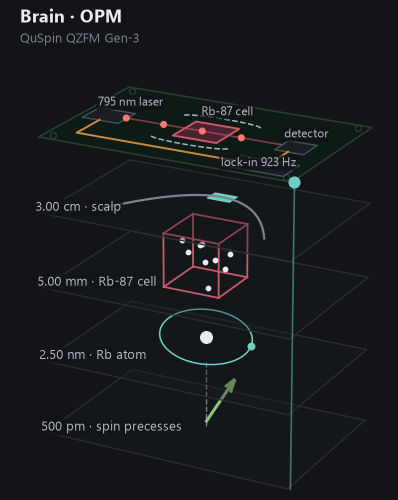 Brain · OPM
QuSpin QZFM Gen-3
795 nm laser
Rb-87 cell
detector
lock-in 923 Hz
3.00 cm · scalp
5.00 mm · Rb-87 cell
2.50 nm · Rb atom
500 pm · spin precesses